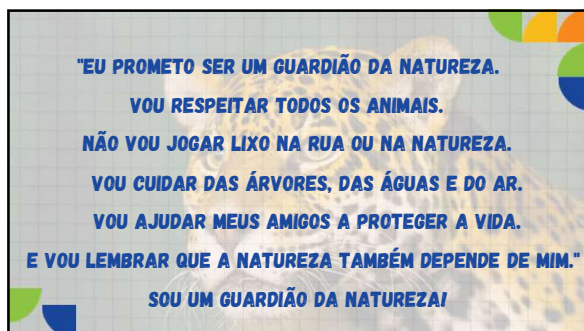 "EU PROMETO SER UM GUARDIÃO DA NATUREZA.
VOU RESPEITAR TODOS OS ANIMAIS.
NÃO VOU JOGAR LIXO NA RUA OU NA NATUREZA.
VOU CUIDAR DAS ÁRVORES, DAS ÁGUAS E DO AR.
VOU AJUDAR MEUS AMIGOS A PROTEGER A VIDA.
E VOU LEMBRAR QUE A NATUREZA TAMBÉM DEPENDE DE MIM."
SOU UM GUARDIÃO DA NATUREZA!